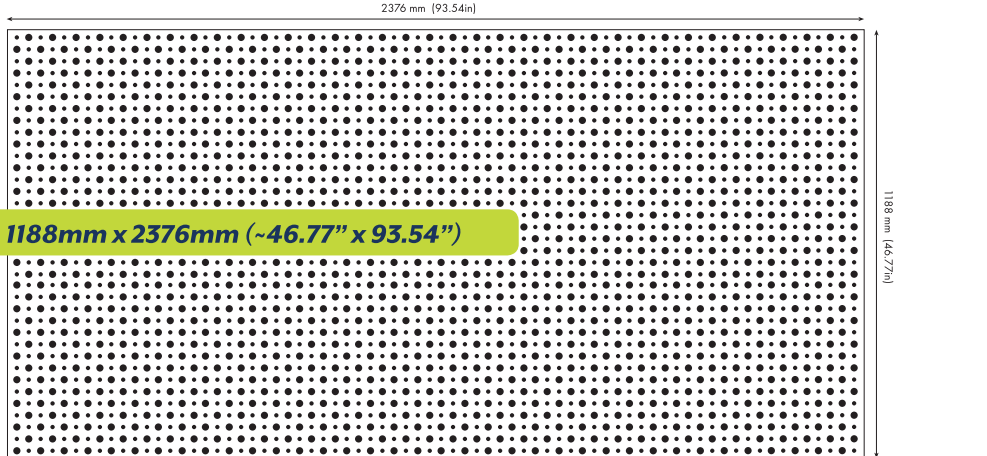 2376 mm (93.54in)
1188mm x 2376mm (~46.77” x 93.54”)
1188 mm (46.77in)